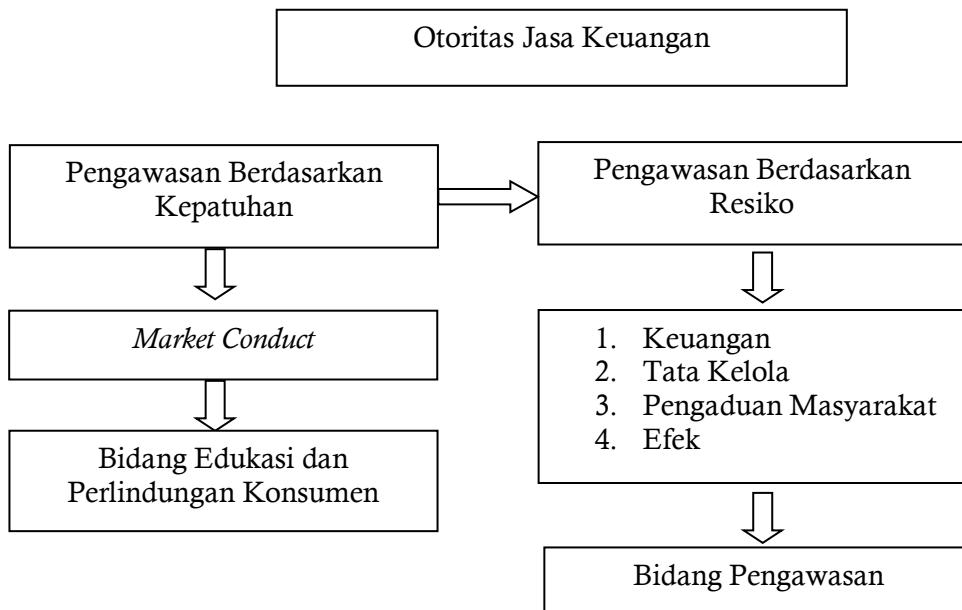 Otoritas Jasa Keuangan
Pengawasan Berdasarkan
Kepatuhan
Pengawasan Berdasarkan
Resiko
Market Conduct
1. Keuangan
2. Tata Kelola
3. Pengaduan Masyarakat
4. Efek
Bidang Edukasi dan
Perlindungan Konsumen
Bidang Pengawasan